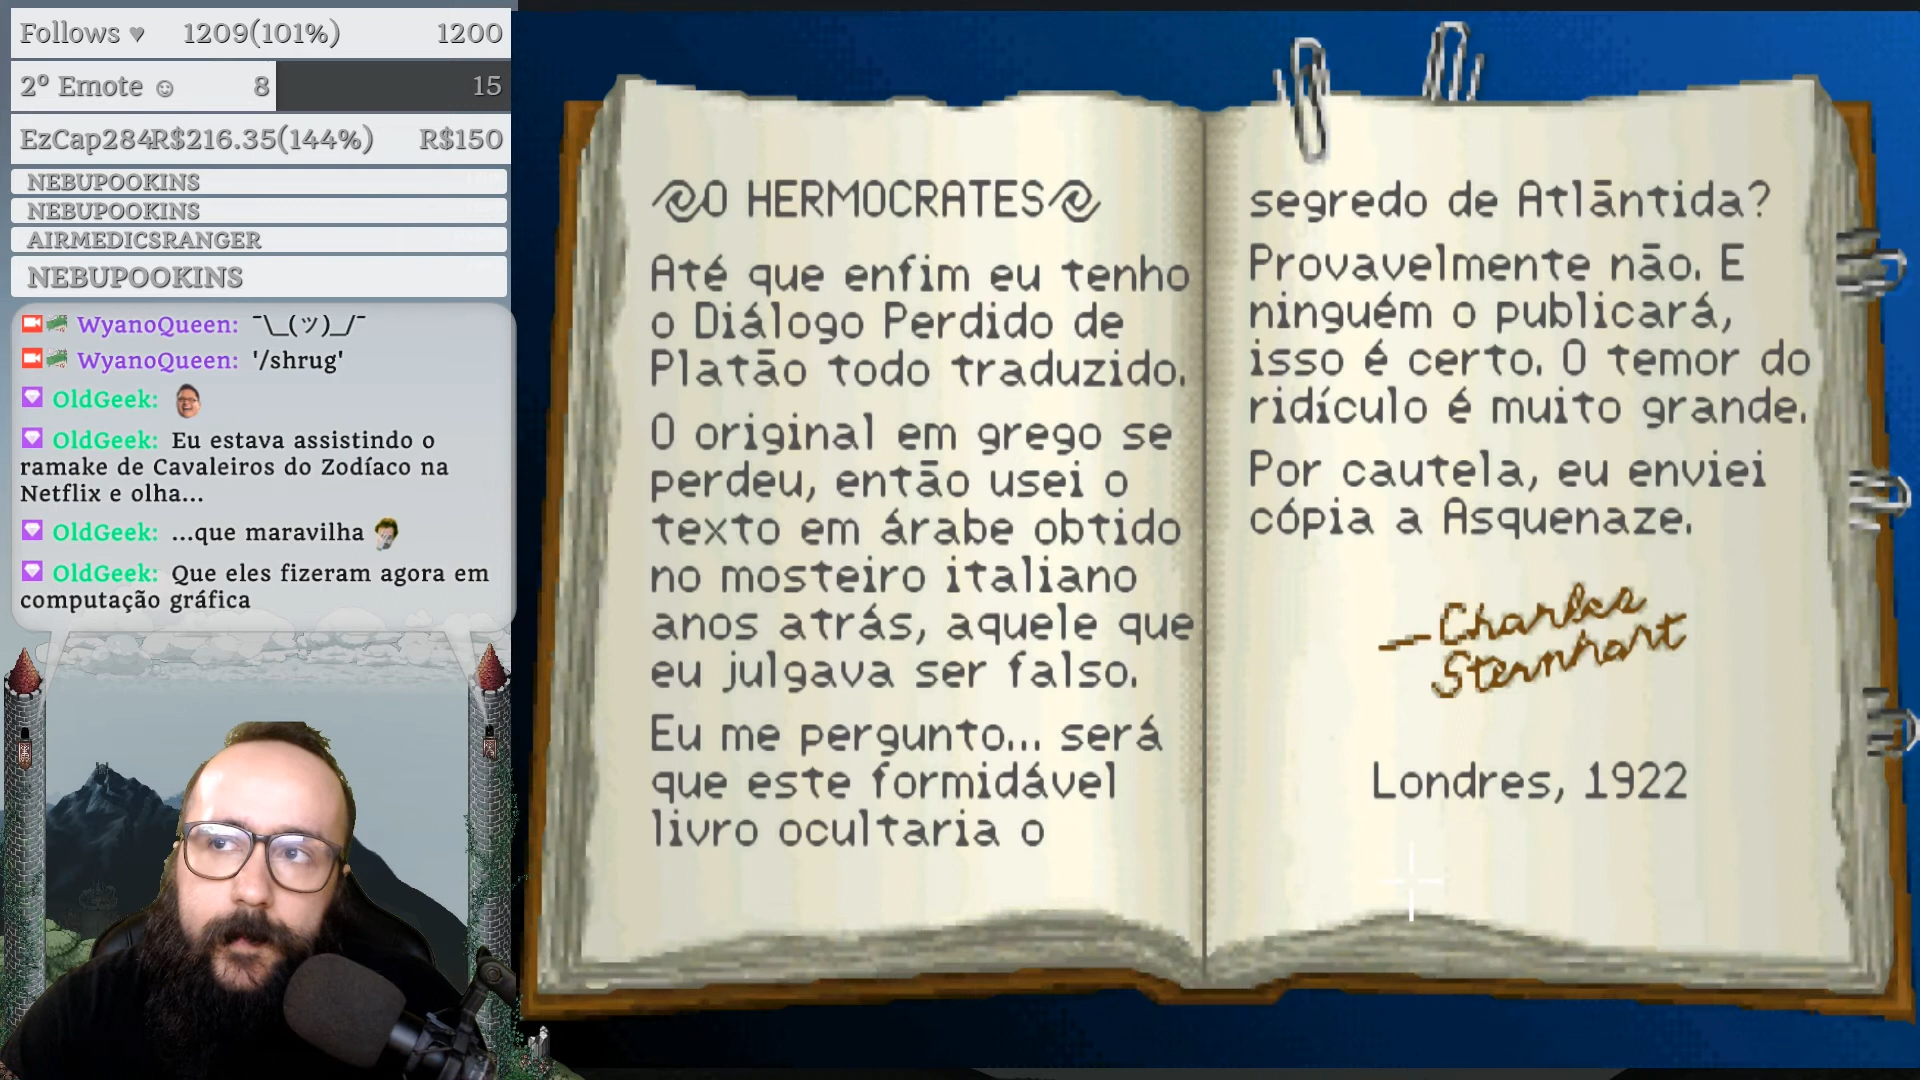 Follows ♥ 1209(101%) 1200
2º Emote ☺ 8 15
EzCap284R$216.35(144%) R$150
NEBUPOOKINS
NEBUPOOKINS
AIRMEDICSRANGER
NEBUPOOKINS
WyanoQueen: ¯\_(ツ)_/¯
WyanoQueen: '/shrug'
OldGeek:
OldGeek: Eu estava assistindo o
ramake de Cavaleiros do Zodíaco na
Netflix e olha...
OldGeek: ...que maravilha
OldGeek: Que eles fizeram agora em
computação gráfica
O HERMOCRATES
Até que enfim eu tenho
o Diálogo Perdido de
Platão todo traduzido.
O original em grego se
perdeu, então usei o
texto em árabe obtido
no mosteiro italiano
anos atrás, aquele que
eu julgava ser falso.
Eu me pergunto... será
que este formidável
livro ocultaria o
segredo de Atlântida?
Provavelmente não. E
ninguém o publicará,
isso é certo. O temor do
ridículo é muito grande.
Por cautela, eu enviei
cópia a Asquenaze.
—Charles
Sternhart
Londres, 1922